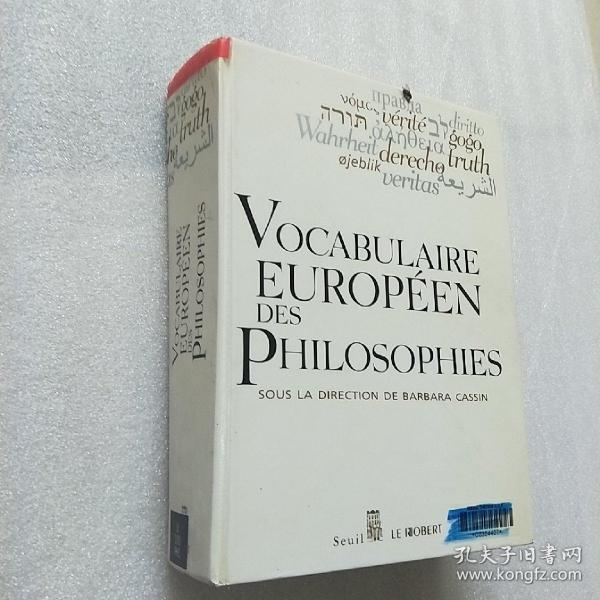 правда
νόμος vérité קו diritto
תורה ἀλήθεια gogo
Wahrheit derecho truth
øjeblik veritas الشريعة
VOCABULAIRE
EUROPÉEN
DES
PHILOSOPHIES
SOUS LA DIRECTION DE BARBARA CASSIN
Seuil LE ROBERT
VOCABULAIRE
EUROPÉEN
DES
PHILOSOPHIES
孔夫子旧书网
www.kongfz.com